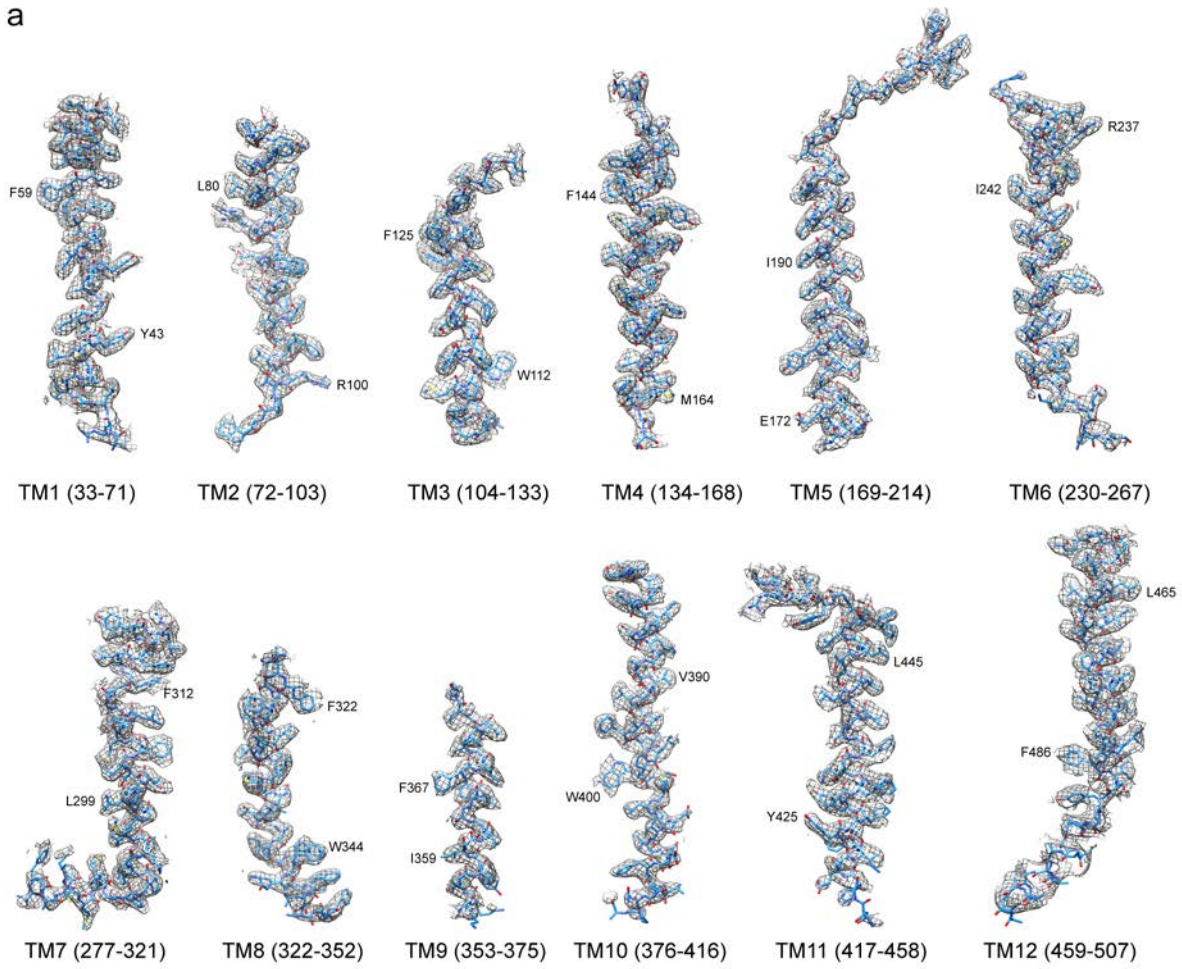 a
F59
Y43
TM1 (33-71)
L80
R100
TM2 (72-103)
F125
W112
TM3 (104-133)
F144
M164
TM4 (134-168)
I190
E172
TM5 (169-214)
R237
I242
TM6 (230-267)
F312
L299
TM7 (277-321)
F322
W344
TM8 (322-352)
F367
I359
TM9 (353-375)
V390
W400
TM10 (376-416)
L445
Y425
TM11 (417-458)
L465
F486
TM12 (459-507)